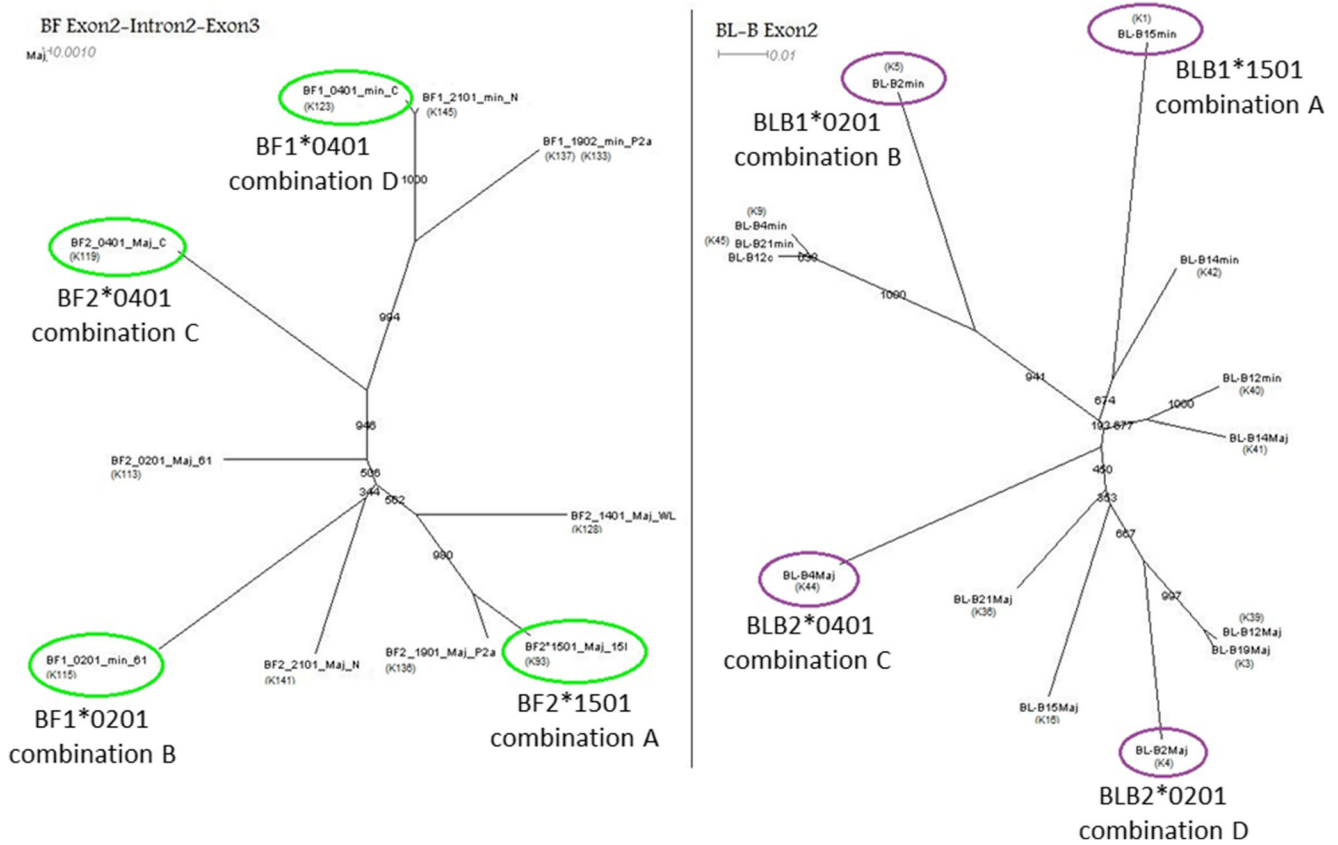 BF Exon2-Intron2-Exon3
Maj
0.0010
BF1_0401_min_C
(K123)
BF1*0401
combination D
BF1_2101_min_N
(K145)
BF1_1902_min_P2a
(K137) (K133)
1000
BF2_0401_Maj_C
(K119)
BF2*0401
combination C
994
946
BF2_0201_Maj_61
(K113)
506
344
562
BF2_1401_Maj_WL
(K128)
980
BF1_0201_min_61
(K115)
BF1*0201
combination B
BF2_2101_Maj_N
(K141)
BF2_1901_Maj_P2a
(K136)
BF2*1501_Maj_15I
(K93)
BF2*1501
combination A
BL-B Exon2
0.01
(K1)
BL-B15min
BLB1*1501
combination A
(K5)
BL-B2min
BLB1*0201
combination B
(K9)
BL-B4min
(K45) BL-B21min
BL-B12c
1000
BL-B14min
(K42)
941
674
BL-B12min
(K40)
1000
193 677
BL-B14Maj
(K41)
450
353
BL-B4Maj
(K44)
BLB2*0401
combination C
BL-B21Maj
(K36)
667
997
(K39)
BL-B12Maj
BL-B19Maj
(K3)
BL-B15Maj
(K16)
BL-B2Maj
(K4)
BLB2*0201
combination D